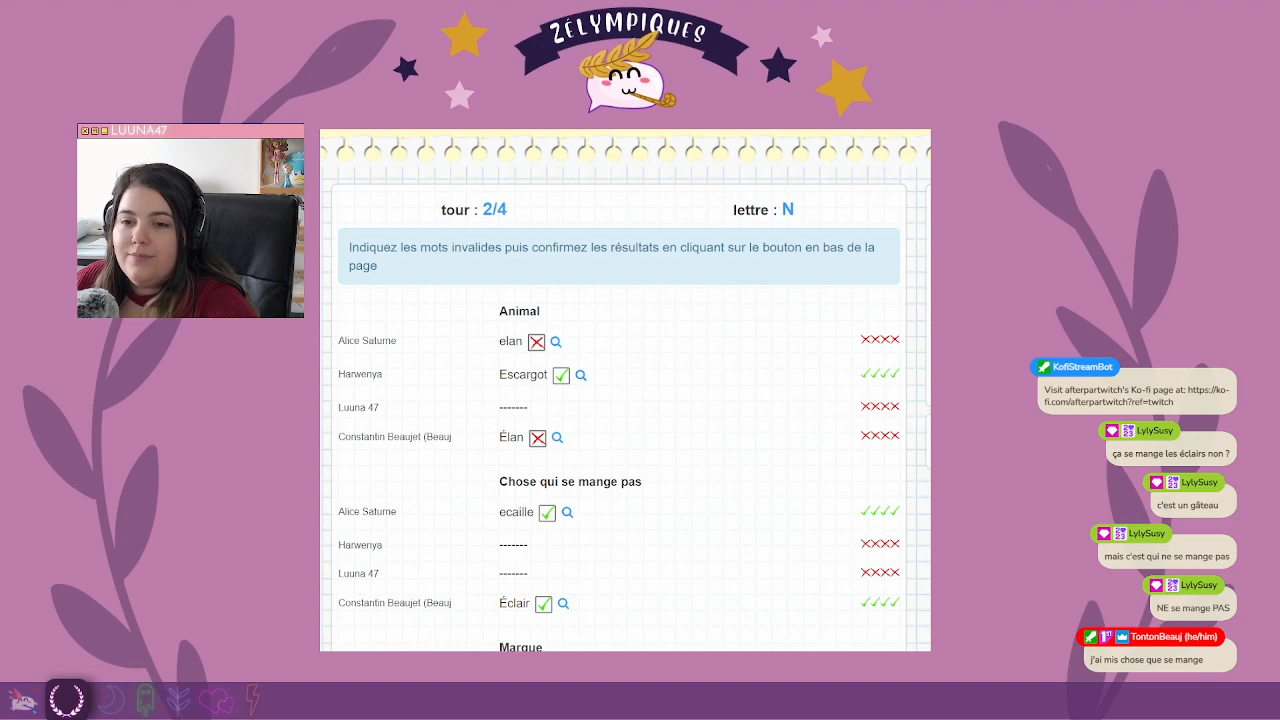 ZÉLYMPIQUES
LUUNA47
tour : 2/4
lettre : N
Indiquez les mots invalides puis confirmez les résultats en cliquant sur le bouton en bas de la
page
Animal
Alice Saturne
elan
Harwenya
Escargot
Luuna 47
-------
Constantin Beaujet (Beauj
Élan
Chose qui se mange pas
Alice Saturne
ecaille
Harwenya
-------
Luuna 47
-------
Constantin Beaujet (Beauj
Éclair
Marque
KofiStreamBot
Visit afterpartwitch's Ko-fi page at: https://ko-
fi.com/afterpartwitch?ref=twitch
LylySusy
ça se mange les éclairs non ?
LylySusy
c'est un gâteau
LylySusy
mais c'est qui ne se mange pas
LylySusy
NE se mange PAS
TontonBeauj (he/him)
j'ai mis chose que se mange